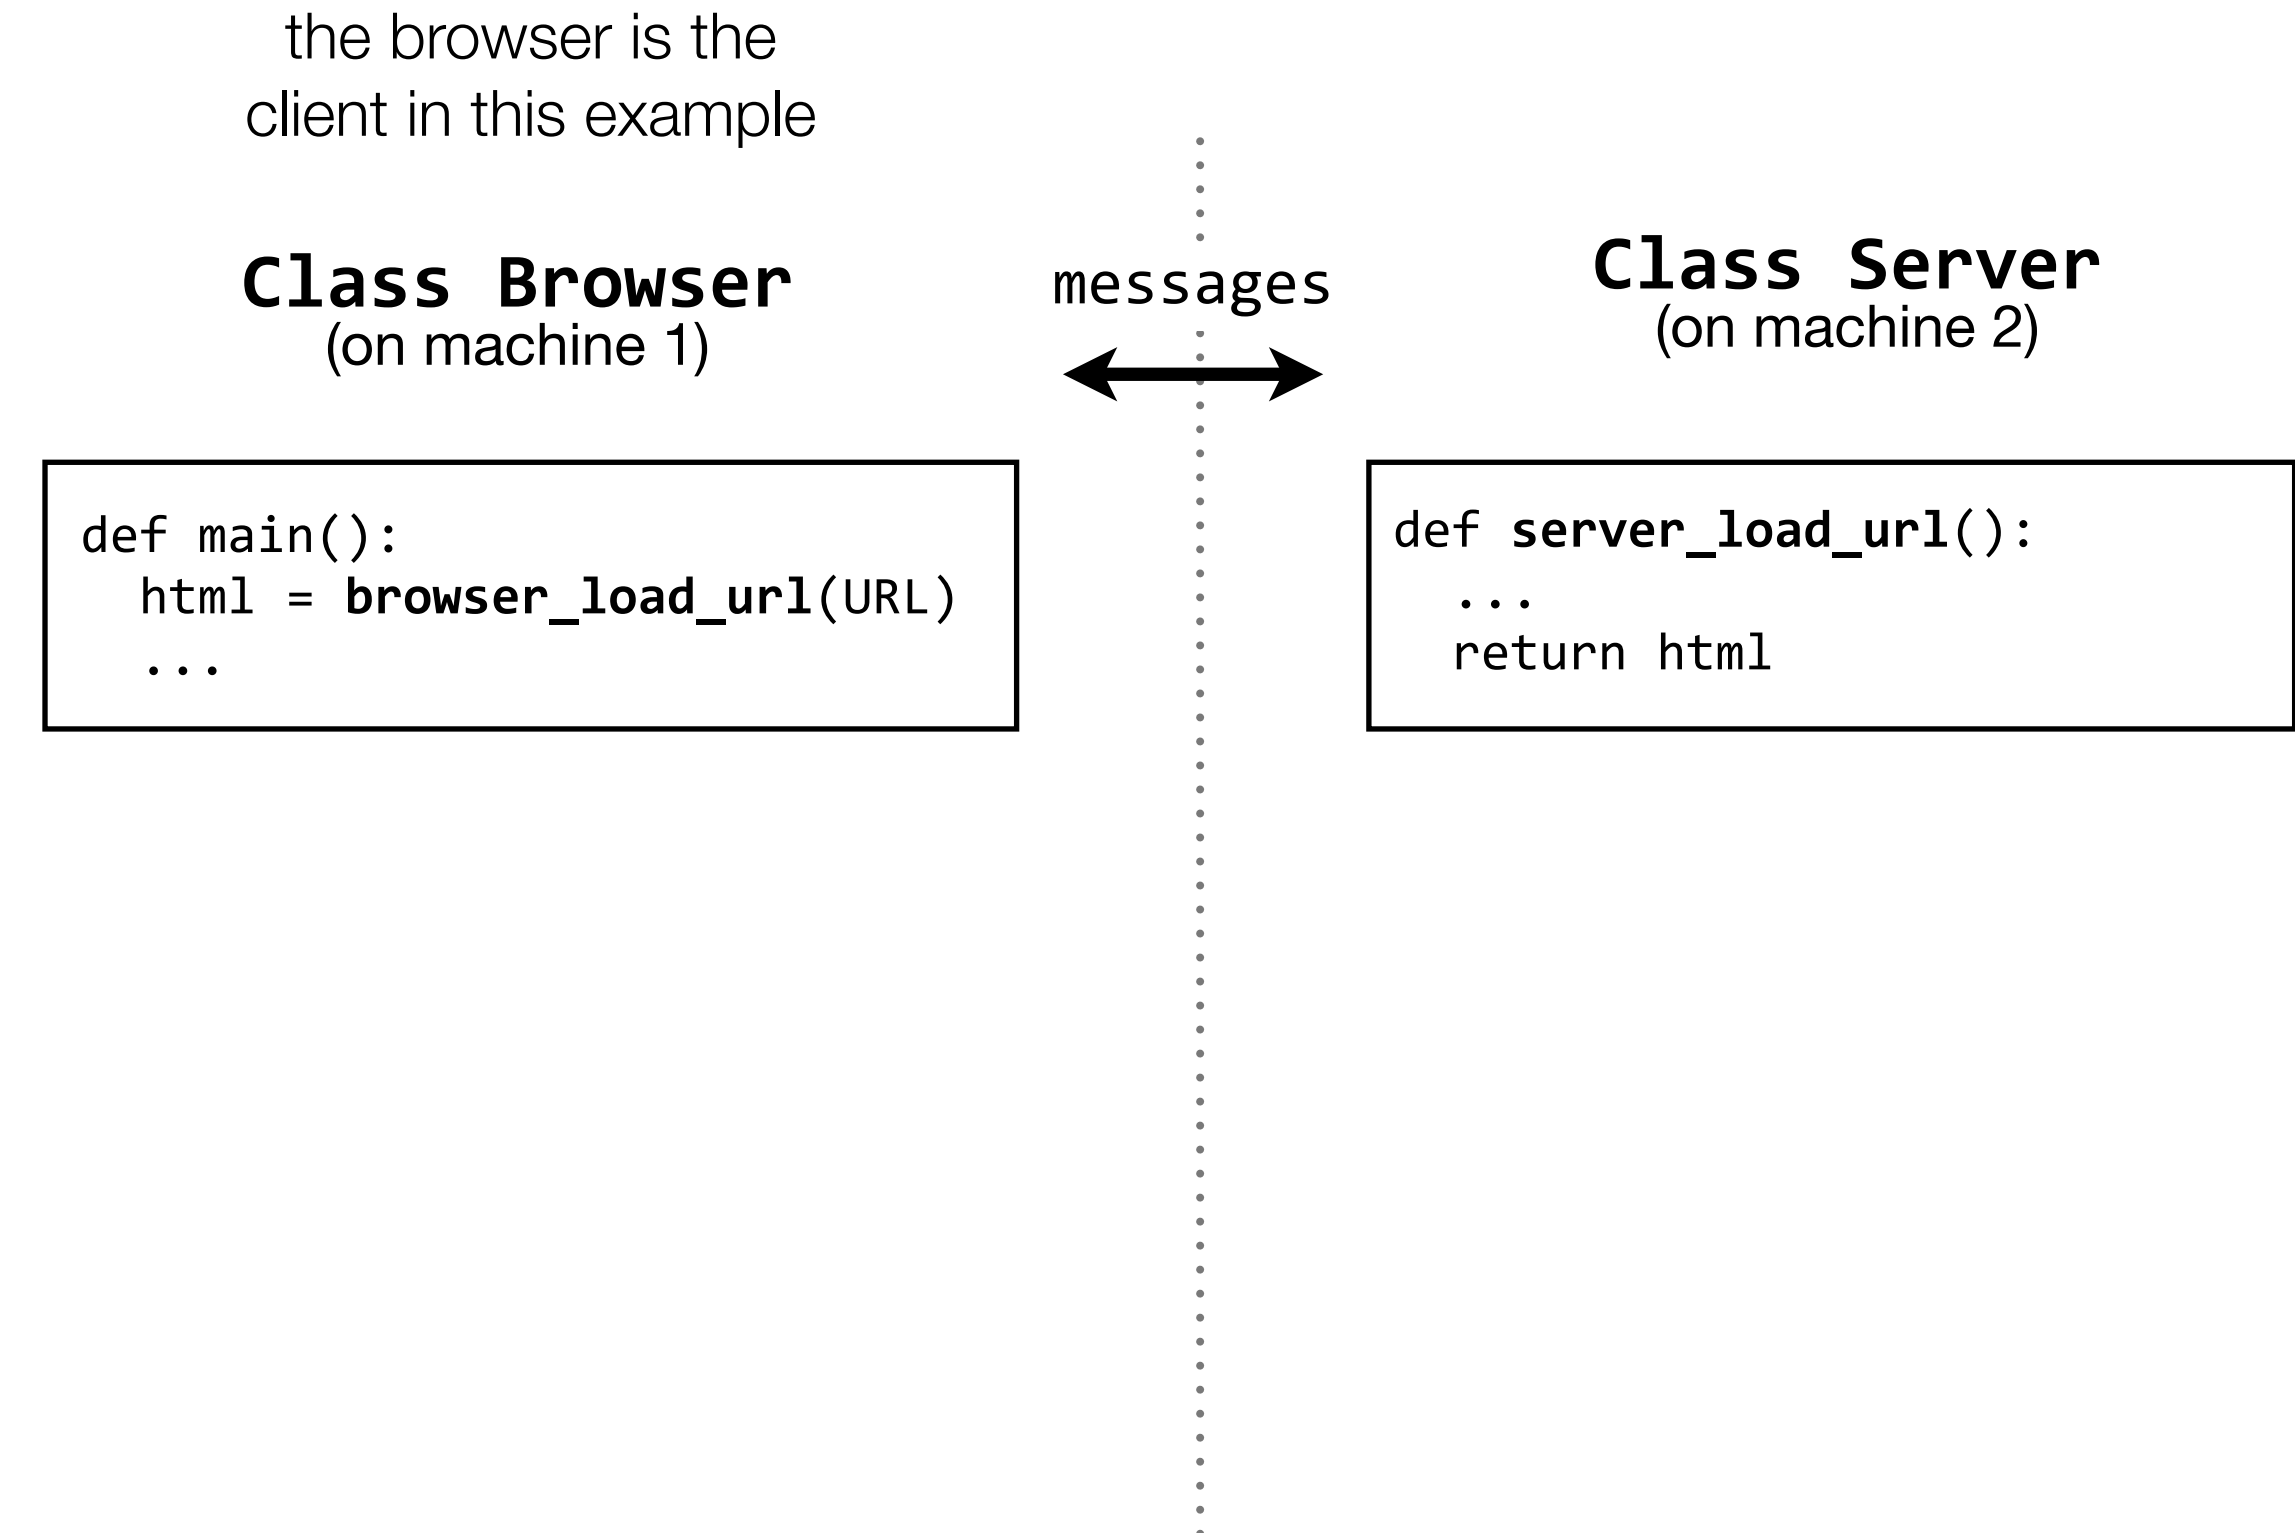 the browser is the
client in this example
Class Browser
(on machine 1)
messages
Class Server
(on machine 2)
def main():
  html = browser_load_url(URL)
  ...
def server_load_url():
  ...
  return html